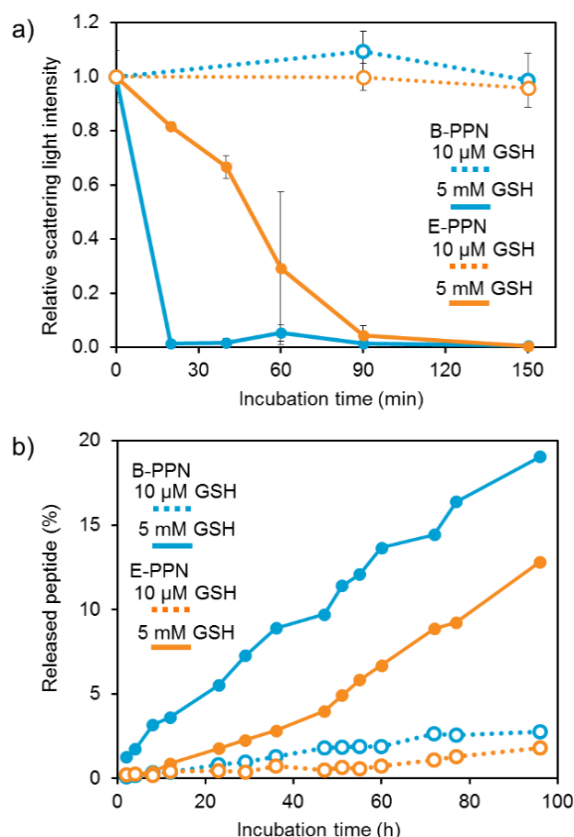 a)
Relative scattering light intensity
1.2
1.0
0.8
0.6
0.4
0.2
0.0
B-PPN
10 µM GSH
5 mM GSH
E-PPN
10 µM GSH
5 mM GSH
0 30 60 90 120 150
Incubation time (min)
b)
Released peptide (%)
20
15
10
5
0
B-PPN
10 µM GSH
5 mM GSH
E-PPN
10 µM GSH
5 mM GSH
0 20 40 60 80 100
Incubation time (h)